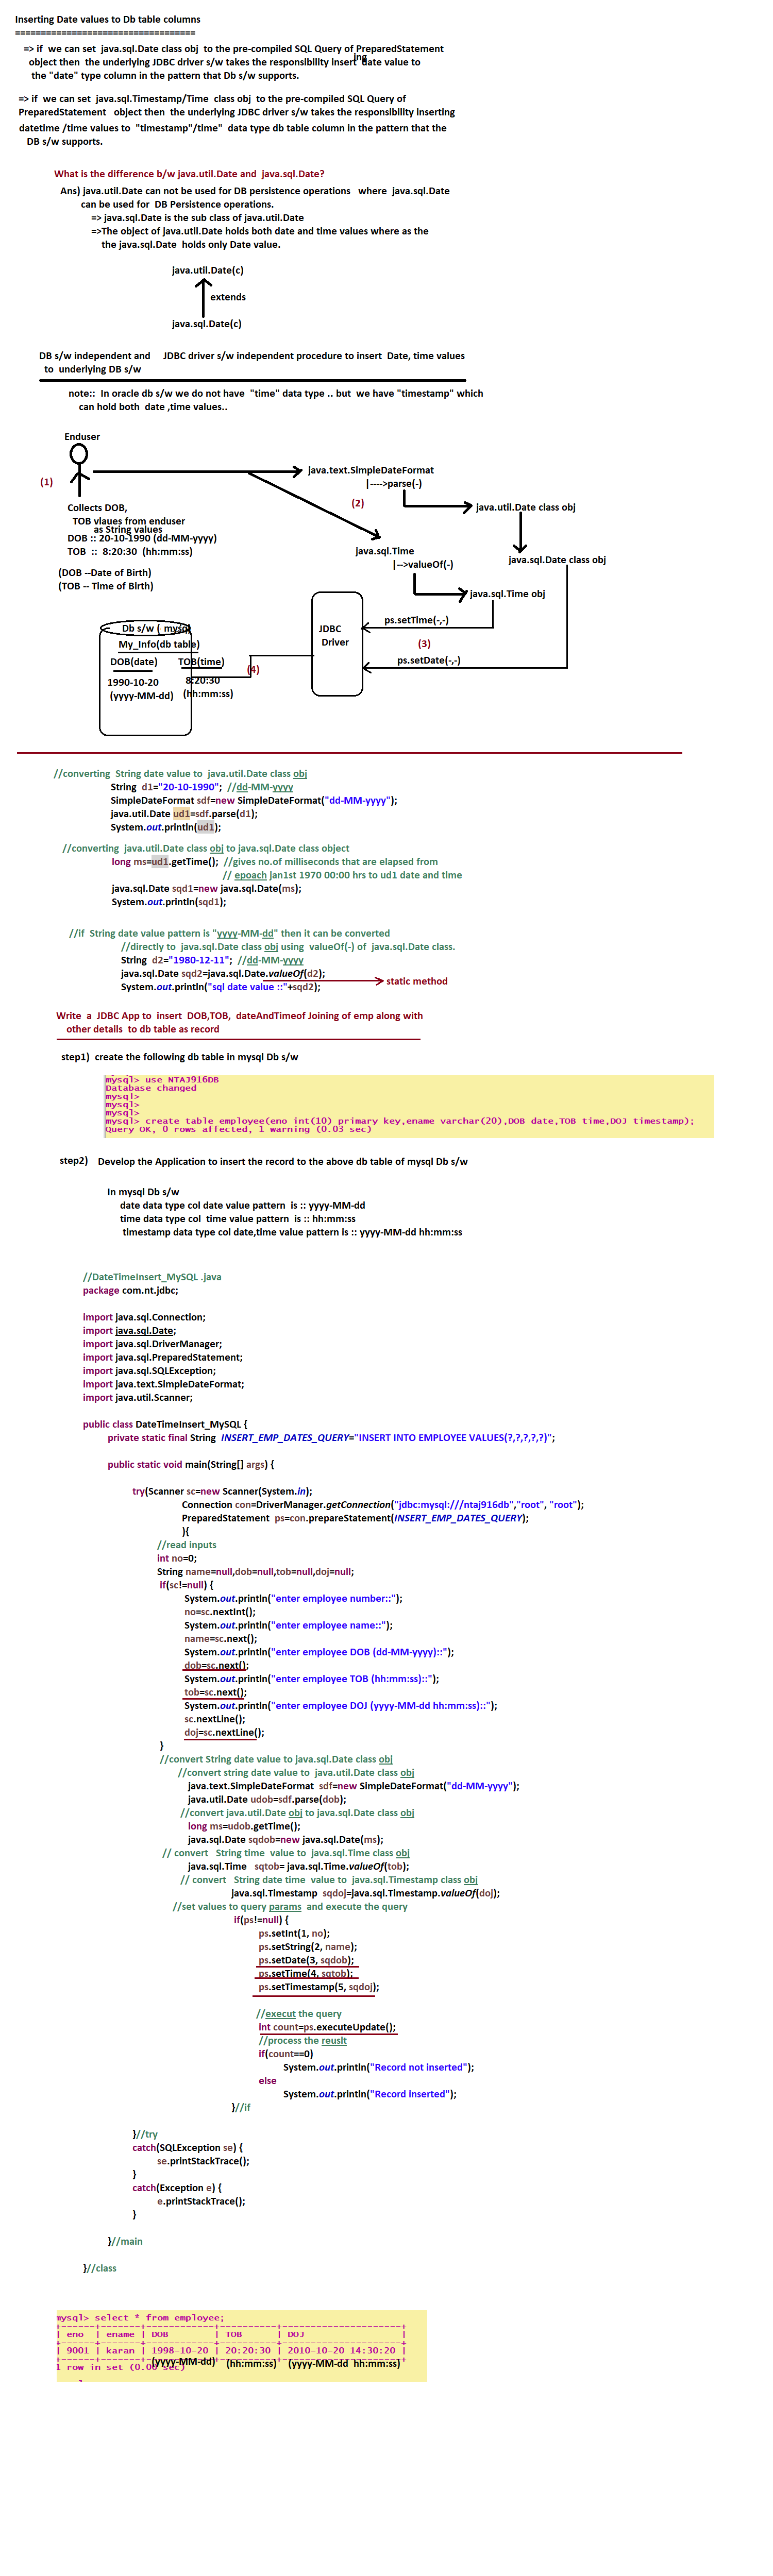 Inserting Date values to Db table columns
====================================
=> if  we can set  java.sql.Date class obj  to the pre-compiled SQL Query of PreparedStatement
object then  the underlying JDBC driver s/w takes the responsibility insert  date value to
ing
the "date" type column in the pattern that Db s/w supports.
=> if  we can set  java.sql.Timestamp/Time  class obj  to the pre-compiled SQL Query of
PreparedStatement   object then  the underlying JDBC driver s/w takes the responsibility inserting
datetime /time values to  "timestamp"/time"  data type db table column in the pattern that the
DB s/w supports.
What is the difference b/w java.util.Date and  java.sql.Date?
Ans) java.util.Date can not be used for DB persistence operations   where  java.sql.Date
can be used for  DB Persistence operations.
=> java.sql.Date is the sub class of java.util.Date
=>The object of java.util.Date holds both date and time values where as the
the java.sql.Date  holds only Date value.
java.util.Date(c)
extends
java.sql.Date(c)
DB s/w independent and     JDBC driver s/w independent procedure to insert  Date, time values
to  underlying DB s/w
note::  In oracle db s/w we do not have  "time" data type .. but  we have "timestamp" which
can hold both  date ,time values..
Enduser
java.text.SimpleDateFormat
(1)
|---->parse(-)
(2)
Collects DOB,
java.util.Date class obj
TOB vlaues from enduser
as String values
DOB :: 20-10-1990 (dd-MM-yyyy)
TOB  ::  8:20:30  (hh:mm:ss)
java.sql.Time
|-->valueOf(-)
java.sql.Date class obj
(DOB --Date of Birth)
(TOB -- Time of Birth)
java.sql.Time obj
Db s/w ( mysql)
JDBC
Driver
ps.setTime(-,-)
My_Info(db table)
(3)
DOB(date)
TOB(time)
ps.setDate(-,-)
(4)
1990-10-20
8:20:30
(yyyy-MM-dd)
(hh:mm:ss)
//converting  String date value to  java.util.Date class obj
String  d1="20-10-1990";  //dd-MM-yyyy
SimpleDateFormat sdf=new SimpleDateFormat("dd-MM-yyyy");
java.util.Date ud1=sdf.parse(d1);
System.out.println(ud1);
//converting  java.util.Date class obj to java.sql.Date class object
long ms=ud1.getTime();  //gives no.of milliseconds that are elapsed from
// epoach jan1st 1970 00:00 hrs to ud1 date and time
java.sql.Date sqd1=new java.sql.Date(ms);
System.out.println(sqd1);
//if  String date value pattern is "yyyy-MM-dd" then it can be converted
//directly to  java.sql.Date class obj using  valueOf(-) of  java.sql.Date class.
String  d2="1980-12-11";  //dd-MM-yyyy
java.sql.Date sqd2=java.sql.Date.valueOf(d2);
static method
System.out.println("sql date value ::"+sqd2);
Write  a  JDBC App to  insert  DOB,TOB,  dateAndTimeof Joining of emp along with
other details  to db table as record
step1)  create the following db table in mysql Db s/w
mysql> use NTAJ916DB
Database changed
mysql>
mysql>
mysql>
mysql> create table employee(eno int(10) primary key,ename varchar(20),DOB date,TOB time,DOJ timestamp);
Query OK, 0 rows affected, 1 warning (0.03 sec)
step2)   Develop the Application to insert the record to the above db table of mysql Db s/w
In mysql Db s/w
date data type col date value pattern  is :: yyyy-MM-dd
time data type col  time value pattern  is :: hh:mm:ss
timestamp data type col date,time value pattern is :: yyyy-MM-dd hh:mm:ss
//DateTimeInsert_MySQL .java
package com.nt.jdbc;
import java.sql.Connection;
import java.sql.Date;
import java.sql.DriverManager;
import java.sql.PreparedStatement;
import java.sql.SQLException;
import java.text.SimpleDateFormat;
import java.util.Scanner;
public class DateTimeInsert_MySQL {
private static final String  INSERT_EMP_DATES_QUERY="INSERT INTO EMPLOYEE VALUES(?,?,?,?,?)";
public static void main(String[] args) {
try(Scanner sc=new Scanner(System.in);
Connection con=DriverManager.getConnection("jdbc:mysql:///ntaj916db","root", "root");
PreparedStatement  ps=con.prepareStatement(INSERT_EMP_DATES_QUERY);
){
//read inputs
int no=0;
String name=null,dob=null,tob=null,doj=null;
if(sc!=null) {
System.out.println("enter employee number::");
no=sc.nextInt();
System.out.println("enter employee name::");
name=sc.next();
System.out.println("enter employee DOB (dd-MM-yyyy)::");
dob=sc.next();
System.out.println("enter employee TOB (hh:mm:ss)::");
tob=sc.next();
System.out.println("enter employee DOJ (yyyy-MM-dd hh:mm:ss)::");
sc.nextLine();
doj=sc.nextLine();
}
//convert String date value to java.sql.Date class obj
//convert string date value to  java.util.Date class obj
java.text.SimpleDateFormat  sdf=new SimpleDateFormat("dd-MM-yyyy");
java.util.Date udob=sdf.parse(dob);
//convert java.util.Date obj to java.sql.Date class obj
long ms=udob.getTime();
java.sql.Date sqdob=new java.sql.Date(ms);
// convert   String time  value to  java.sql.Time class obj
java.sql.Time   sqtob= java.sql.Time.valueOf(tob);
// convert   String date time  value to  java.sql.Timestamp class obj
java.sql.Timestamp  sqdoj=java.sql.Timestamp.valueOf(doj);
//set values to query params  and execute the query
if(ps!=null) {
ps.setInt(1, no);
ps.setString(2, name);
ps.setDate(3, sqdob);
ps.setTime(4, sqtob);
ps.setTimestamp(5, sqdoj);
//execut the query
int count=ps.executeUpdate();
//process the reuslt
if(count==0)
System.out.println("Record not inserted");
else
System.out.println("Record inserted");
}//if
}//try
catch(SQLException se) {
se.printStackTrace();
}
catch(Exception e) {
e.printStackTrace();
}
}//main
}//class
mysql> select * from employee;
+------+-------+------------+----------+---------------------+
| eno  | ename | DOB        | TOB      | DOJ                 |
+------+-------+------------+----------+---------------------+
| 9001 | karan | 1998-10-20 | 20:20:30 | 2010-10-20 14:30:20 |
+------+-------+------------+----------+---------------------+
(yyyy-MM-dd)   (hh:mm:ss)   (yyyy-MM-dd  hh:mm:ss)
1 row in set (0.00 sec)